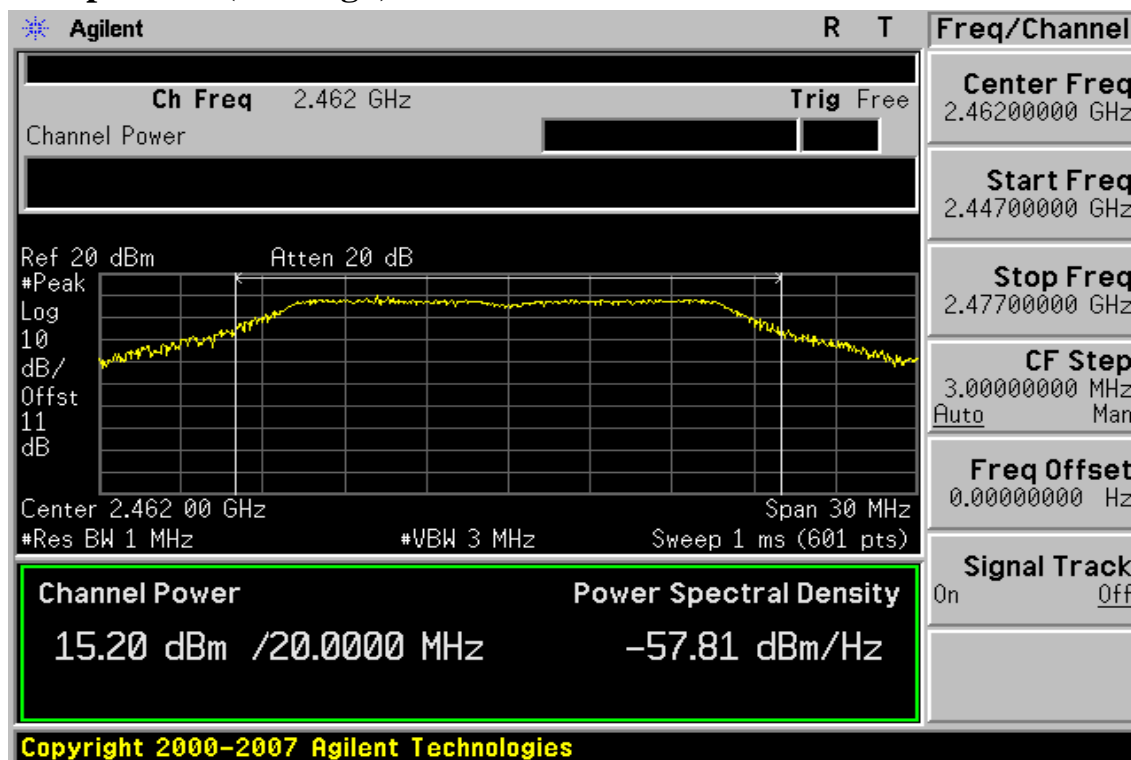 Agilent R T Freq/Channel
Ch Freq 2.462 GHz Trig Free
Channel Power
Center Freq
2.46200000 GHz
Start Freq
2.44700000 GHz
Stop Freq
2.47700000 GHz
CF Step
3.00000000 MHz
Auto Man
Freq Offset
0.00000000 Hz
Signal Track
On Off
Ref 20 dBm Atten 20 dB
#Peak
Log
10
dB/
Offst
11
dB
Center 2.462 00 GHz Span 30 MHz
#Res BW 1 MHz #VBW 3 MHz Sweep 1 ms (601 pts)
Channel Power Power Spectral Density
15.20 dBm /20.0000 MHz -57.81 dBm/Hz
Copyright 2000-2007 Agilent Technologies